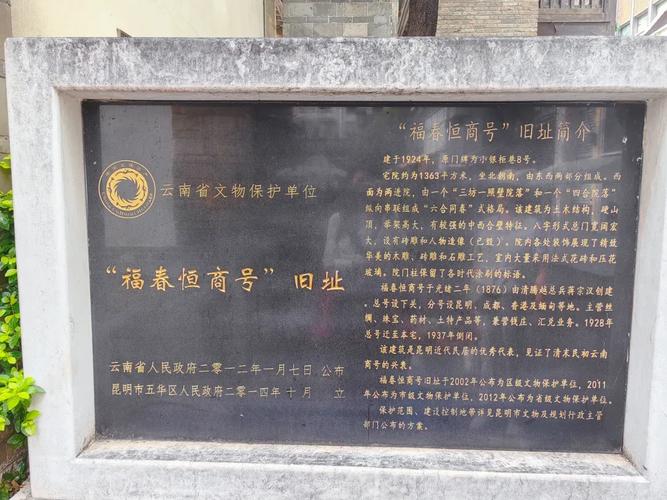 云南省文物保护单位
“福春恒商号”旧址
云南省人民政府二零一二年一月七日 公布
昆明市五华区人民政府二零一四年十月 立
“福春恒商号”旧址简介
建于1924年，原门牌为小银柜巷8号。
宅院约为1363平方米，坐北朝南，由东西两部分组成。西
面为两进院，由一个“三坊一照壁院落”和一个“四合院落”
纵向串联组成“六合同春”式格局。该建筑为土木结构，硬山
顶，举架高大，有较强的中西合璧特征。八字形式总门宽阔宏
大，设有砖雕和人物造像（已毁）。院内各处装饰展现了精致
华美的木雕、砖雕和石雕工艺，室内大量采用法式花砖和压花
玻璃。院门柱保留了各时代涂刷的标语。
福春恒商号于光绪二年（1876）由清腾越总兵蒋宗汉创建
，总号设下关，分号设昆明、成都、香港及缅甸等地。主营丝
棉、珠宝、药材、土特产品等，兼营钱庄、汇兑业务。1928年
总号迁至本宅，1937年倒闭。
该建筑是昆明近代民居的优秀代表，见证了清末民初云南
商号的兴衰。
福春恒商号旧址于2002年公布为区级文物保护单位，2011
年公布为市级文物保护单位，2012年公布为省级文物保护单位。
保护范围、建设控制地带详见昆明市文物及规划行政主管
部门公布的方案。